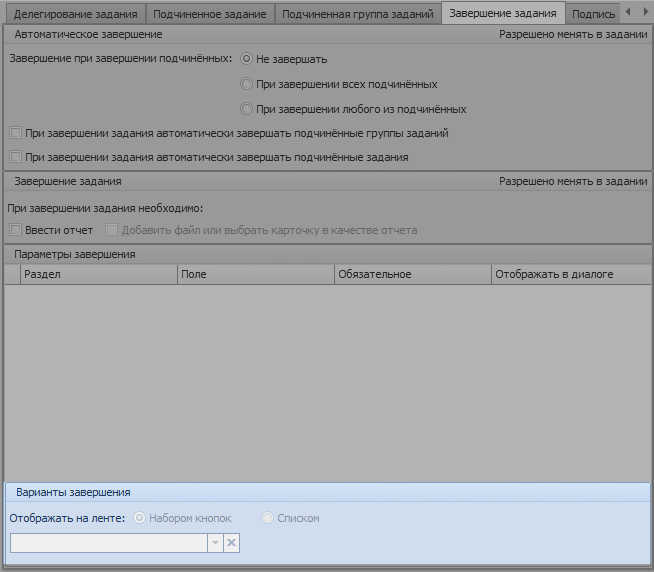 Делегирование задания Подчиненное задание Подчиненная группа заданий Завершение задания Подпись
Автоматическое завершение Разрешено менять в задании
Завершение при завершении подчинённых: Не завершать
При завершении всех подчинённых
При завершении любого из подчинённых
При завершении задания автоматически завершать подчинённые группы заданий
При завершении задания автоматически завершать подчинённые задания
Завершение задания Разрешено менять в задании
При завершении задания необходимо:
Ввести отчет Добавить файл или выбрать карточку в качестве отчета
Параметры завершения
Раздел Поле Обязательное Отображать в диалоге
Варианты завершения
Отображать на ленте: Набором кнопок Списком